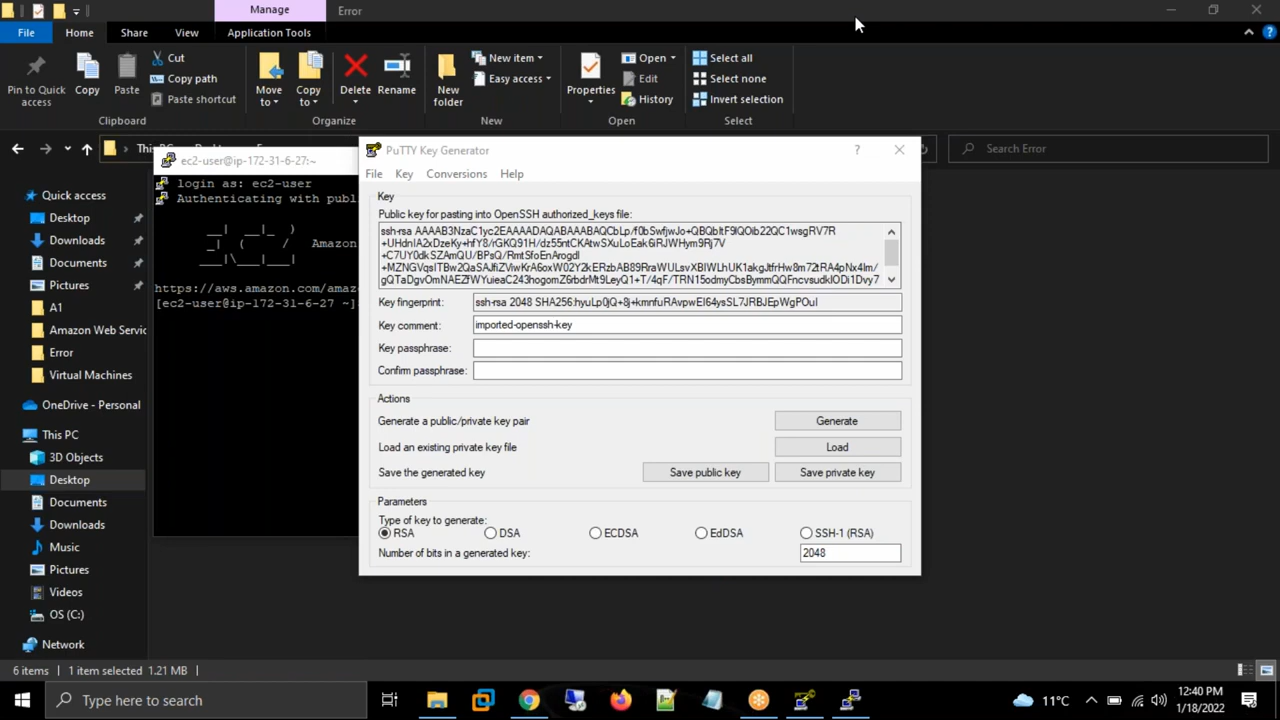 Manage
Error
File
Home
Share
View
Application Tools
Pin to Quick access
Copy
Paste
Cut
Copy path
Paste shortcut
Move to
Copy to
Delete
Rename
New folder
New item
Easy access
Properties
Open
Edit
History
Select all
Select none
Invert selection
Clipboard
Organize
New
Open
Select
Search Error
Quick access
Desktop
Downloads
Documents
Pictures
A1
Amazon Web Servic
Error
Virtual Machines
OneDrive - Personal
This PC
3D Objects
Desktop
Documents
Downloads
Music
Pictures
Videos
OS (C:)
Network
ec2-user@ip-172-31-6-27:~
login as: ec2-user
Authenticating with publ
Amazon
https://aws.amazon.com/amaz
[ec2-user@ip-172-31-6-27 ~]
PuTTY Key Generator
?
File
Key
Conversions
Help
Key
Public key for pasting into OpenSSH authorized_keys file:
Key fingerprint:
ssh-rsa 2048
Key comment:
imported-openssh-key
Key passphrase:
Confirm passphrase:
Actions
Generate a public/private key pair
Generate
Load an existing private key file
Load
Save the generated key
Save public key
Save private key
Parameters
Type of key to generate:
RSA
DSA
ECDSA
EdDSA
SSH-1 (RSA)
Number of bits in a generated key:
2048
6 items
1 item selected 1.21 MB
Type here to search
11°C
12:40 PM
1/18/2022